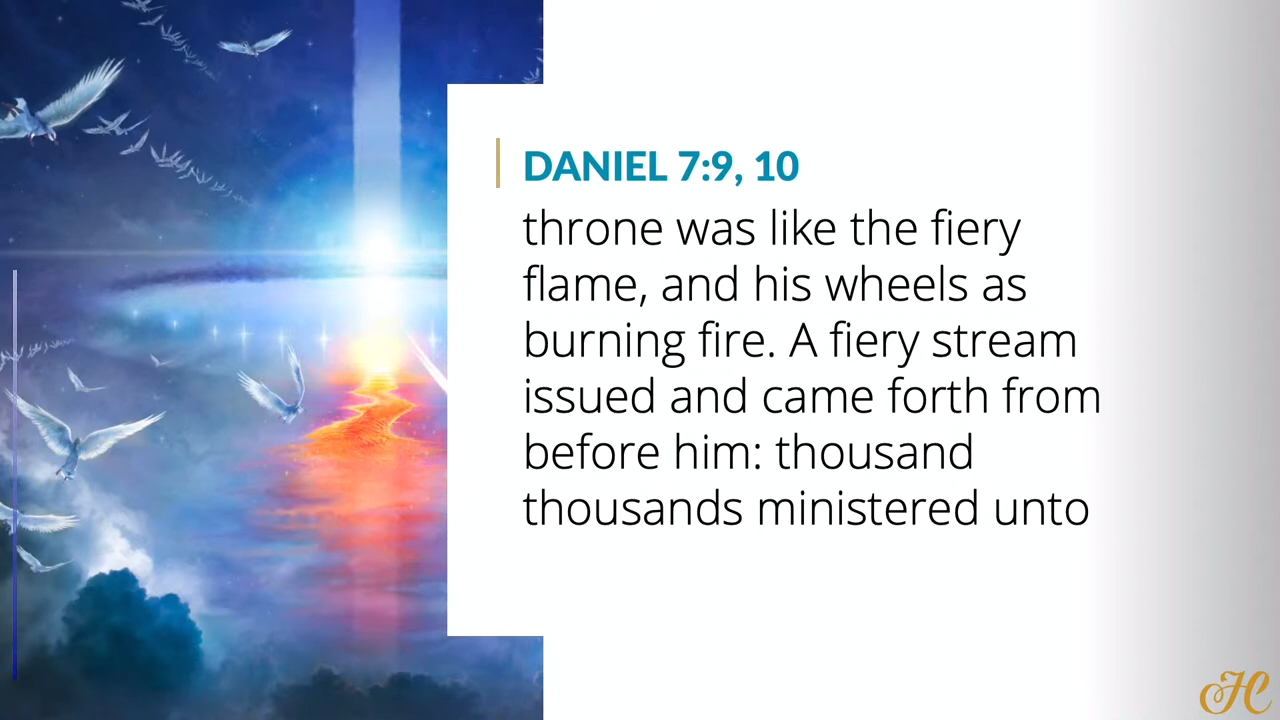 DANIEL 7:9, 10
throne was like the fiery
flame, and his wheels as
burning fire. A fiery stream
issued and came forth from
before him: thousand
thousands ministered unto
HC